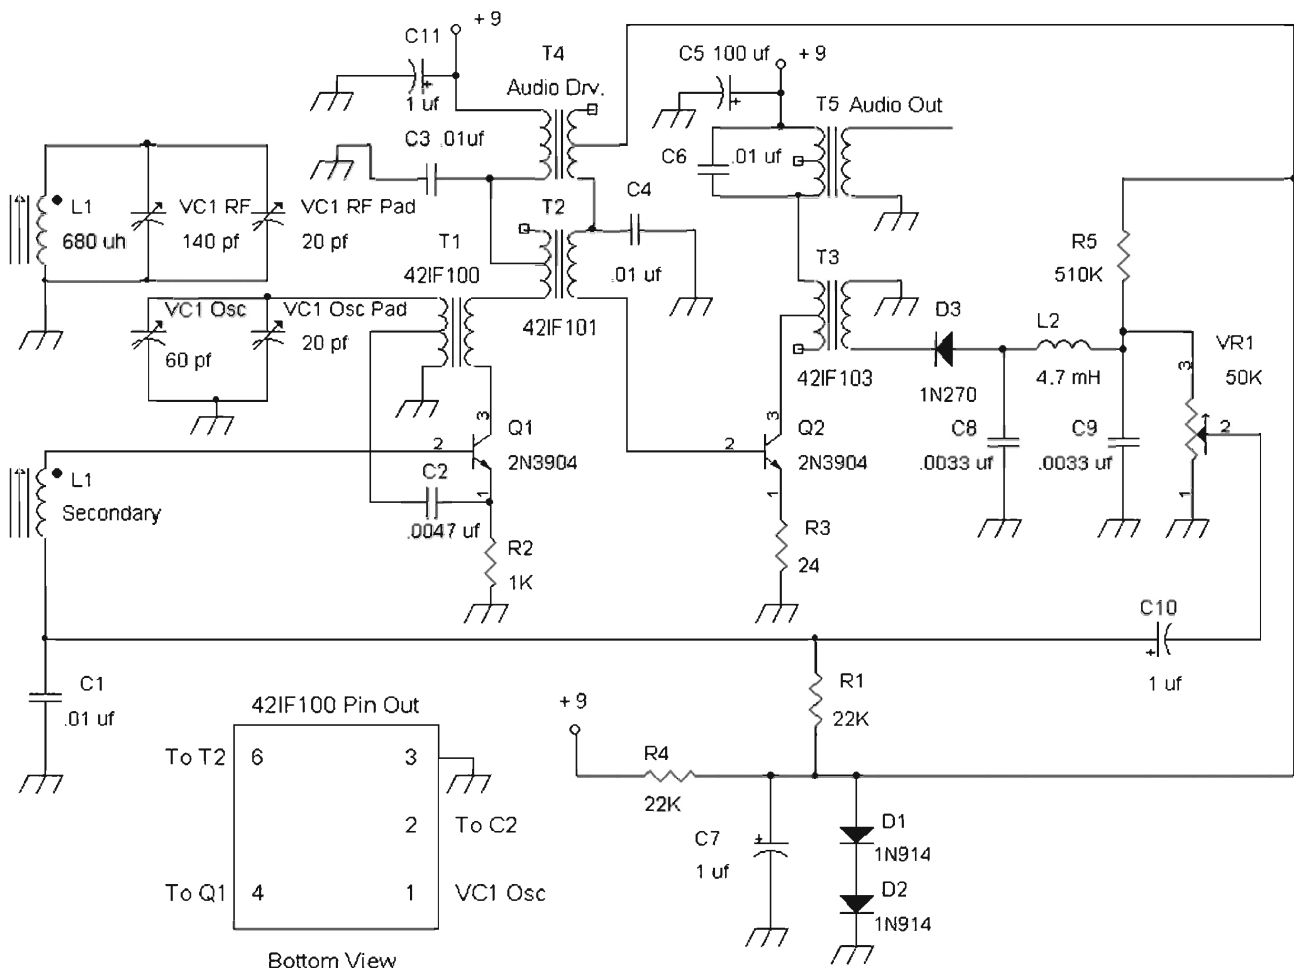 + 9
C11
1 uf
T4
Audio Drv.
C5 100 uf
+ 9
T5 Audio Out
C3 .01uf
C6
.01 uf
L1
680 uh
VC1 RF
140 pf
VC1 RF Pad
20 pf
T1
42IF100
T2
42IF101
C4
.01 uf
T3
42IF103
R5
510K
VC1 Osc
60 pf
VC1 Osc Pad
20 pf
D3
1N270
L2
4.7 mH
VR1
50K
3
2
1
3
2
1
Q1
2N3904
3
2
1
Q2
2N3904
C8
.0033 uf
C9
.0033 uf
L1
Secondary
C2
.0047 uf
R2
1K
R3
24
C10
1 uf
C1
.01 uf
R1
22K
+ 9
R4
22K
C7
1 uf
D1
1N914
D2
1N914
42IF100 Pin Out
To T2 6 3
2 To C2
To Q1 4 1 VC1 Osc
Bottom View